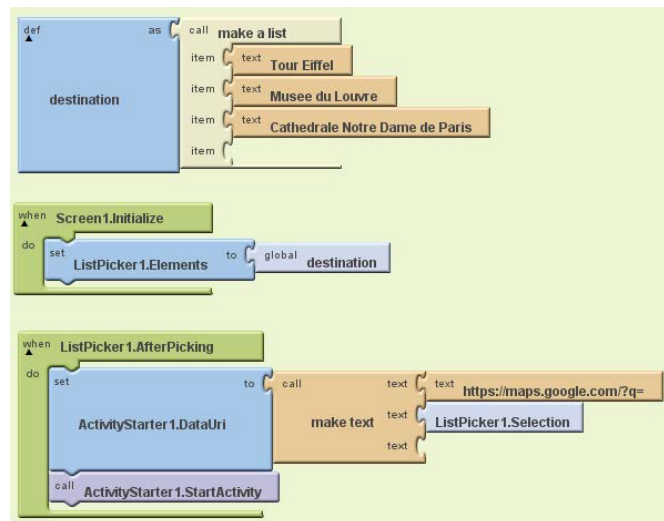 def as call make a list
item text Tour Eiffel
destination item text Musee du Louvre
item text Cathedrale Notre Dame de Paris
item
when Screen1.Initialize
do set ListPicker1.Elements to global destination
when ListPicker1.AfterPicking
do set to call text text https://maps.google.com/?q=
ActivityStarter1.DataUri make text text ListPicker1.Selection
text
call ActivityStarter1.StartActivity